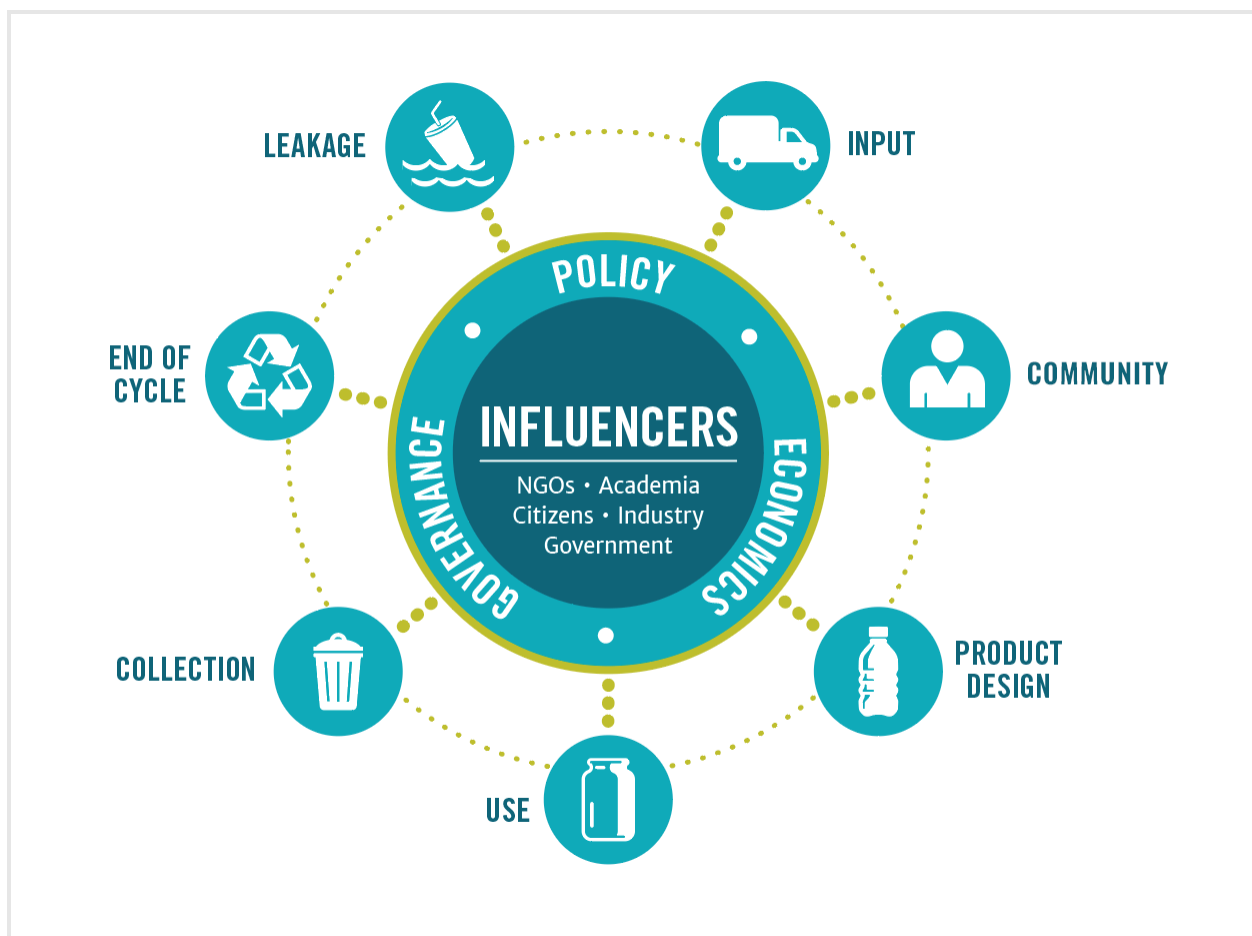 LEAKAGE
INPUT
POLICY
END OF
CYCLE
COMMUNITY
GOVERNANCE
INFLUENCERS
NGOs • Academia
Citizens • Industry
Government
ECONOMICS
COLLECTION
PRODUCT
DESIGN
USE